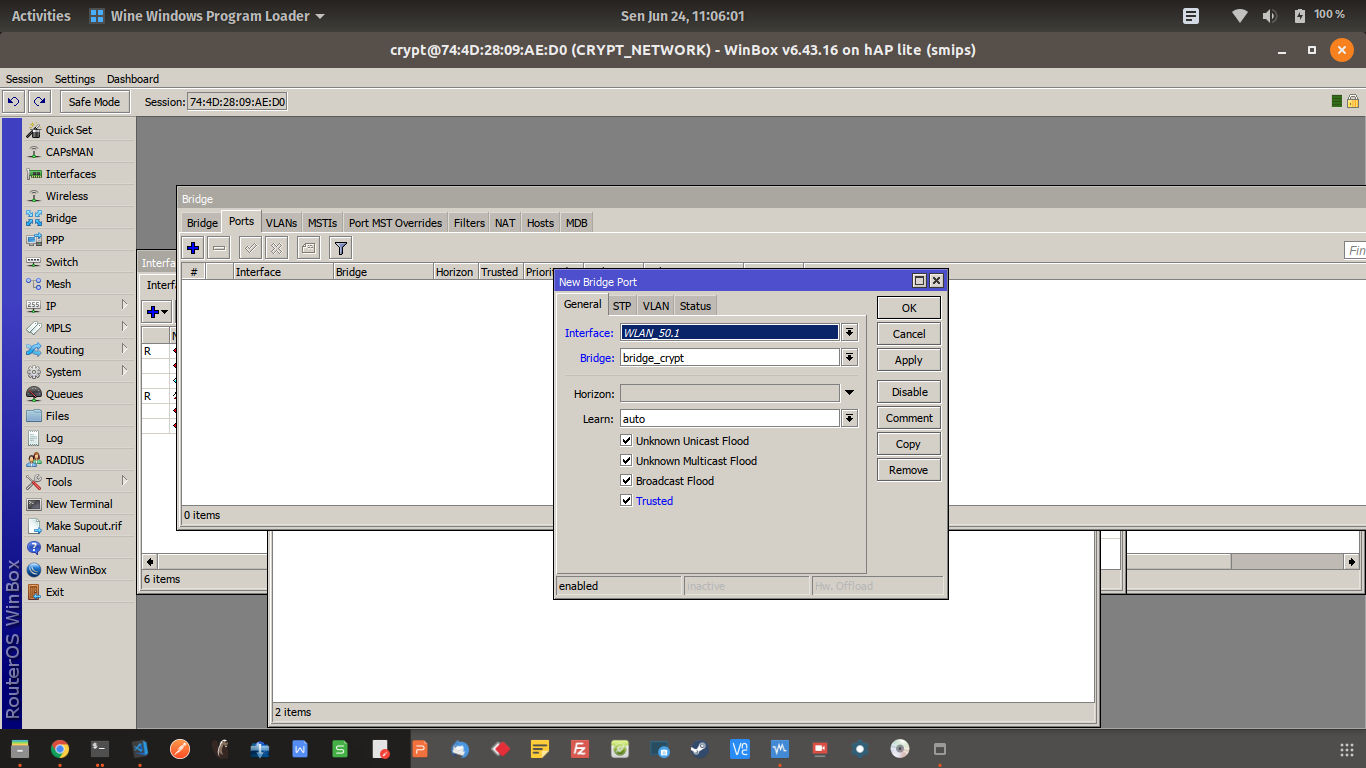 Activities
Wine Windows Program Loader
Sen Jun 24, 11:06:01
100 %
crypt@74:4D:28:09:AE:D0 (CRYPT_NETWORK) - WinBox v6.43.16 on hAP lite (smips)
Session Settings Dashboard
Safe Mode Session: 74:4D:28:09:AE:D0
Quick Set
CAPsMAN
Interfaces
Wireless
Bridge
PPP
Switch
Mesh
IP
MPLS
Routing
System
Queues
Files
Log
RADIUS
Tools
New Terminal
Make Supout.rif
Manual
New WinBox
Exit
RouterOS WinBox
Bridge
Bridge Ports VLANs MSTIs Port MST Overrides Filters NAT Hosts MDB
Fin
# Interface Bridge Horizon Trusted Priorit
0 items
Interfa
Interf
R
R
6 items
2 items
New Bridge Port
General STP VLAN Status
Interface: WLAN_50.1
Bridge: bridge_crypt
Horizon:
Learn: auto
Unknown Unicast Flood
Unknown Multicast Flood
Broadcast Flood
Trusted
OK
Cancel
Apply
Disable
Comment
Copy
Remove
enabled inactive Hw. Offload